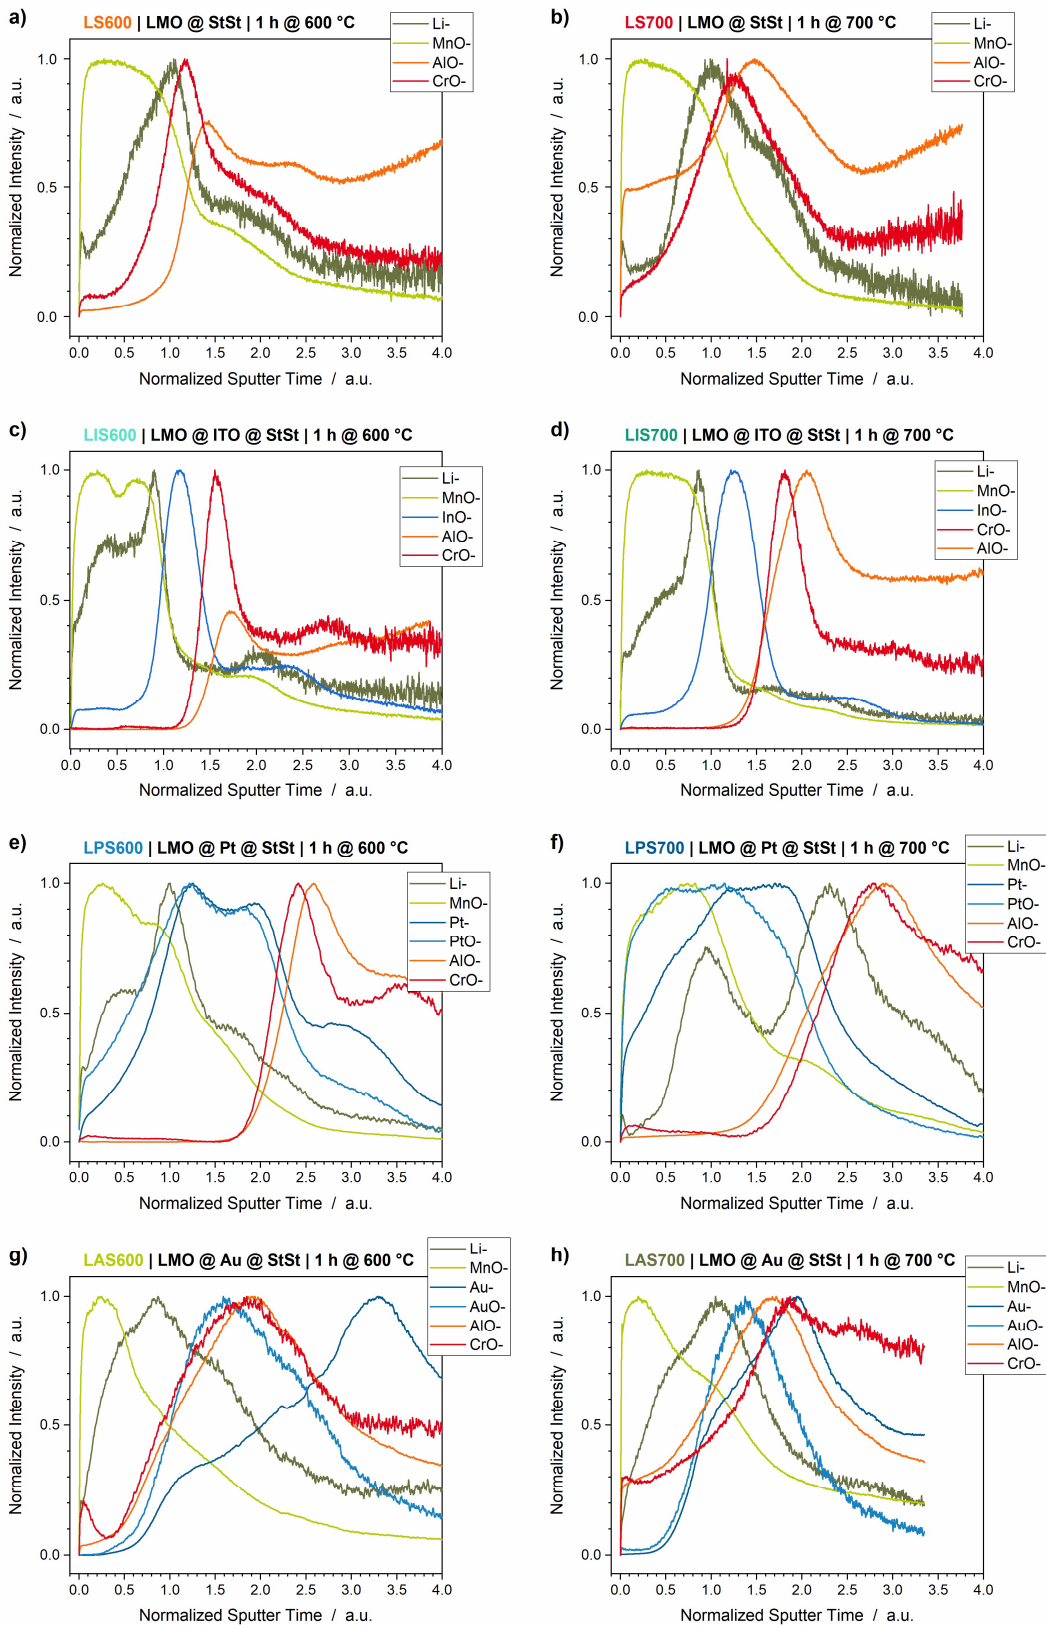 a) LS600 | LMO @ StSt | 1 h @ 600 °C
Li-
MnO-
AlO-
CrO-
1.0
0.5
0.0
Normalized Intensity / a.u.
0.0 0.5 1.0 1.5 2.0 2.5 3.0 3.5 4.0
Normalized Sputter Time / a.u.
b) LS700 | LMO @ StSt | 1 h @ 700 °C
Li-
MnO-
AlO-
CrO-
1.0
0.5
0.0
Normalized Intensity / a.u.
0.0 0.5 1.0 1.5 2.0 2.5 3.0 3.5 4.0
Normalized Sputter Time / a.u.
c) LIS600 | LMO @ ITO @ StSt | 1 h @ 600 °C
Li-
MnO-
InO-
AlO-
CrO-
1.0
0.5
0.0
Normalized Intensity / a.u.
0.0 0.5 1.0 1.5 2.0 2.5 3.0 3.5 4.0
Normalized Sputter Time / a.u.
d) LIS700 | LMO @ ITO @ StSt | 1 h @ 700 °C
Li-
MnO-
InO-
CrO-
AlO-
1.0
0.5
0.0
Normalized Intensity / a.u.
0.0 0.5 1.0 1.5 2.0 2.5 3.0 3.5 4.0
Normalized Sputter Time / a.u.
e) LPS600 | LMO @ Pt @ StSt | 1 h @ 600 °C
Li-
MnO-
Pt-
PtO-
AlO-
CrO-
1.0
0.5
0.0
Normalized Intensity / a.u.
0.0 0.5 1.0 1.5 2.0 2.5 3.0 3.5 4.0
Normalized Sputter Time / a.u.
f) LPS700 | LMO @ Pt @ StSt | 1 h @ 700 °C
Li-
MnO-
Pt-
PtO-
AlO-
CrO-
1.0
0.5
0.0
Normalized Intensity / a.u.
0.0 0.5 1.0 1.5 2.0 2.5 3.0 3.5 4.0
Normalized Sputter Time / a.u.
g) LAS600 | LMO @ Au @ StSt | 1 h @ 600 °C
Li-
MnO-
Au-
AuO-
AlO-
CrO-
1.0
0.5
0.0
Normalized Intensity / a.u.
0.0 0.5 1.0 1.5 2.0 2.5 3.0 3.5 4.0
Normalized Sputter Time / a.u.
h) LAS700 | LMO @ Au @ StSt | 1 h @ 700 °C
Li-
MnO-
Au-
AuO-
AlO-
CrO-
1.0
0.5
0.0
Normalized Intensity / a.u.
0.0 0.5 1.0 1.5 2.0 2.5 3.0 3.5 4.0
Normalized Sputter Time / a.u.